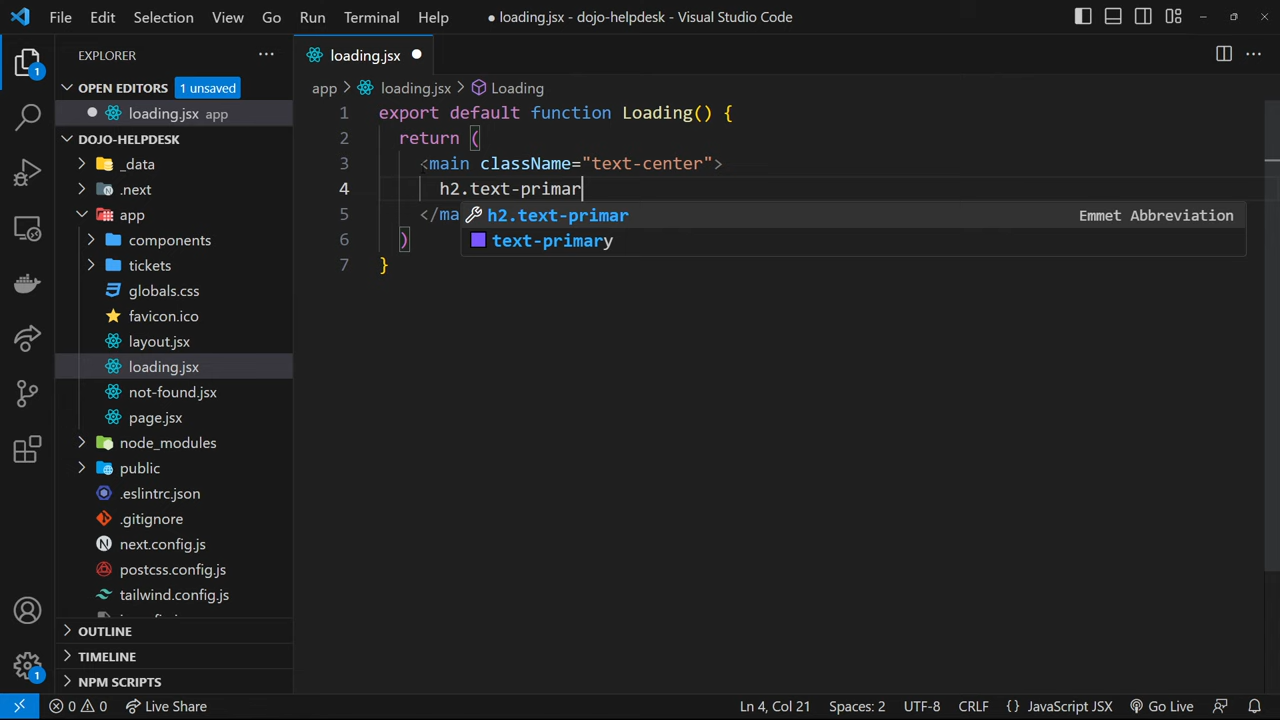 File Edit Selection View Go Run Terminal Help ● loading.jsx - dojo-helpdesk - Visual Studio Code
EXPLORER ···
loading.jsx ●
OPEN EDITORS 1 unsaved
loading.jsx app
DOJO-HELPDESK
_data
.next
app
components
tickets
globals.css
favicon.ico
layout.jsx
loading.jsx
not-found.jsx
page.jsx
node_modules
public
.eslintrc.json
.gitignore
next.config.js
postcss.config.js
tailwind.config.js
OUTLINE
TIMELINE
NPM SCRIPTS
app > loading.jsx > Loading
1 export default function Loading() {
2 return (
3 <main className="text-center">
4 h2.text-primar
5 </ma
6 )
7 }
h2.text-primar Emmet Abbreviation
text-primary
1
1
0 0 Live Share Ln 4, Col 21 Spaces: 2 UTF-8 CRLF {} JavaScript JSX Go Live